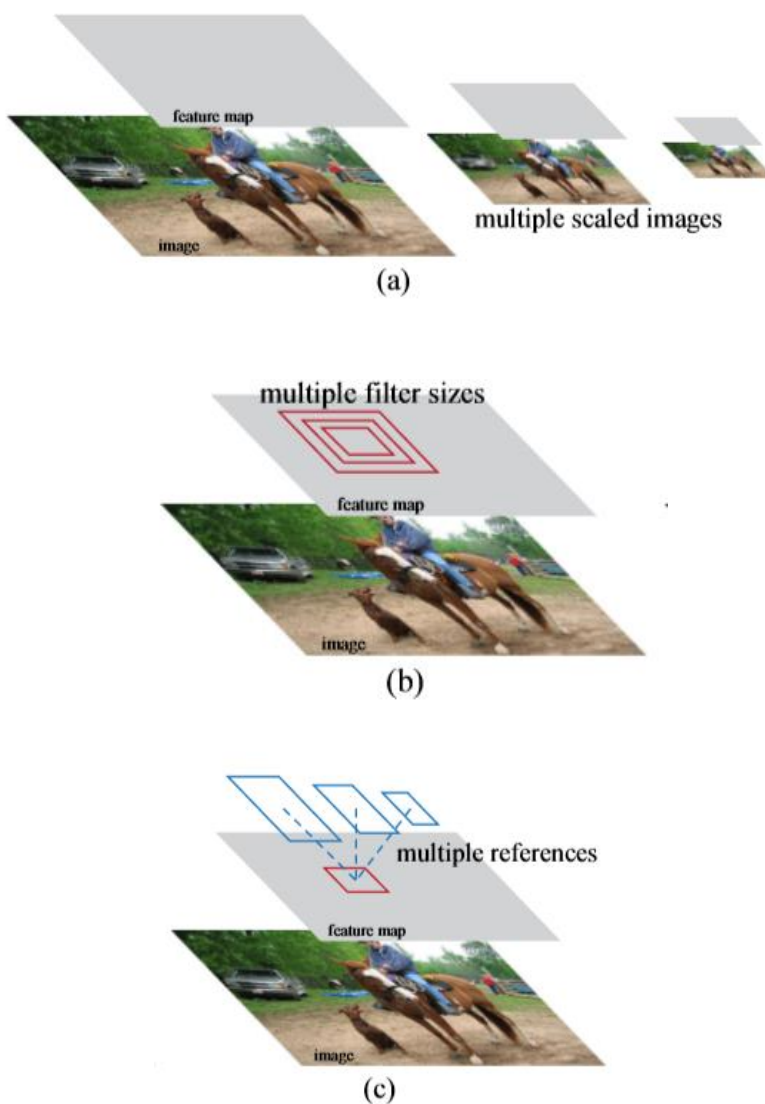 feature map
image
multiple scaled images
(a)
multiple filter sizes
feature map
image
(b)
multiple references
feature map
image
(c)